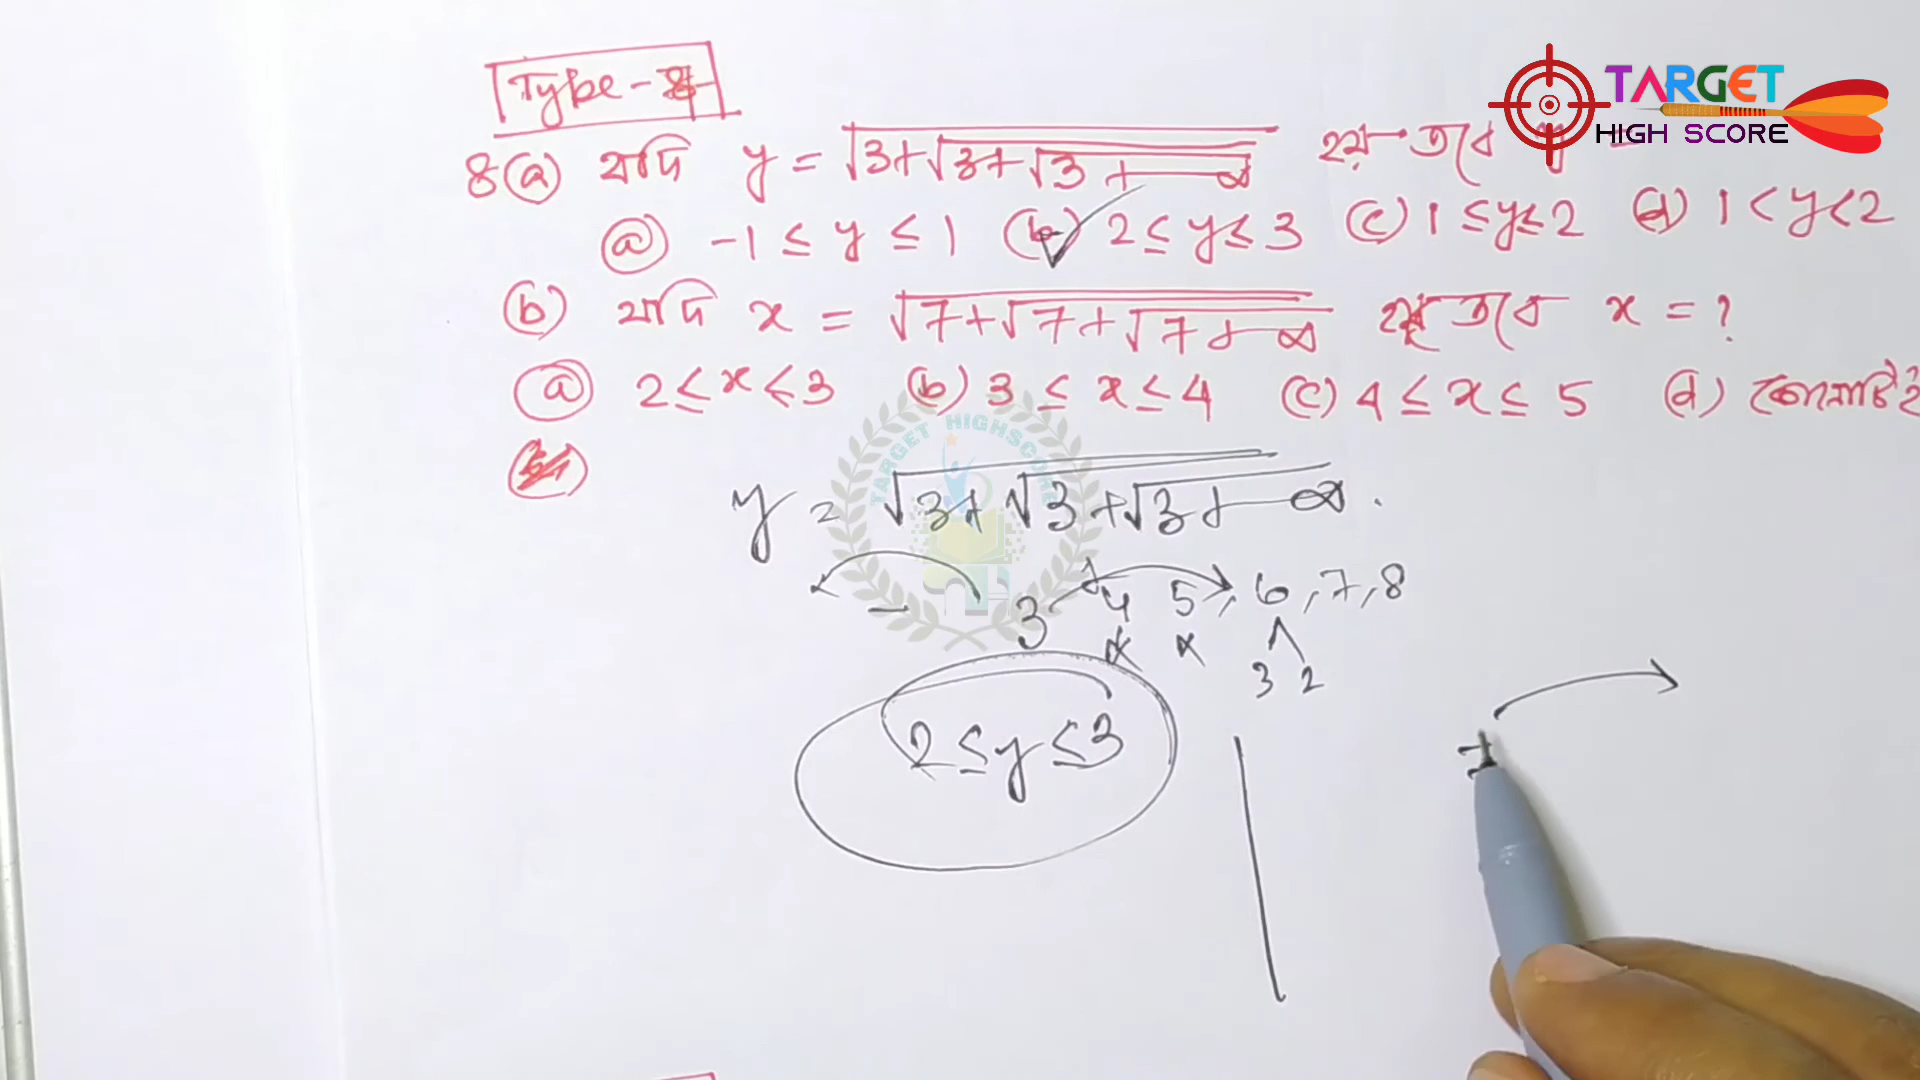 TARGET
HIGH SCORE
Type-8
8(a) যদি y = √3+√3+√3+—∞ হয় তবে y =
(a) -1 ≤ y ≤ 1 (b) 2 ≤ y ≤ 3 (c) 1 ≤ y ≤ 2 (d) 1 < y < 2
(b) যদি x = √7+√7+√7+—∞ হয় তবে x = ?
(a) 2 ≤ x ≤ 3 (b) 3 ≤ x ≤ 4 (c) 4 ≤ x ≤ 5 (d) কোনোটিই
TARGET HIGHSCORE
y = √3+√3+√3+—∞.
— 3 4 5, 6, 7, 8
× × 3 2
2 ≤ y ≤ 3